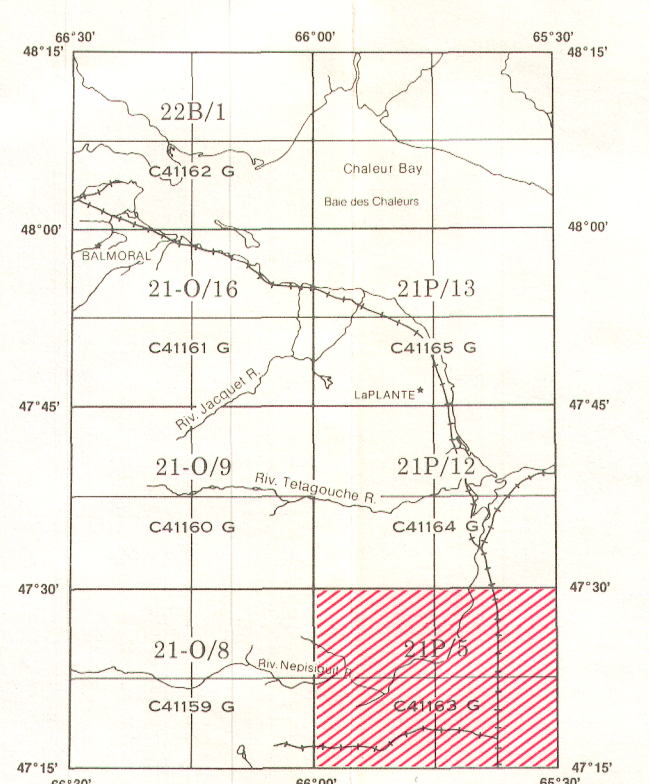 66°30' 66°00' 65°30'
48°15' 48°15'
22B/1
Chaleur Bay
C41162 G
Baie des Chaleurs
48°00' 48°00'
BALMORAL
21-O/16 21P/13
C41161 G C41165 G
Riv. Jacquet R.
LaPLANTE
47°45' 47°45'
21-O/9 21P/12
Riv. Tetagouche R.
C41160 G C41164 G
47°30' 47°30'
21-O/8 21P/5
Riv. Nepisiguit R.
C41159 G C41163 G
47°15' 47°15'
66°30' 66°00' 65°30'